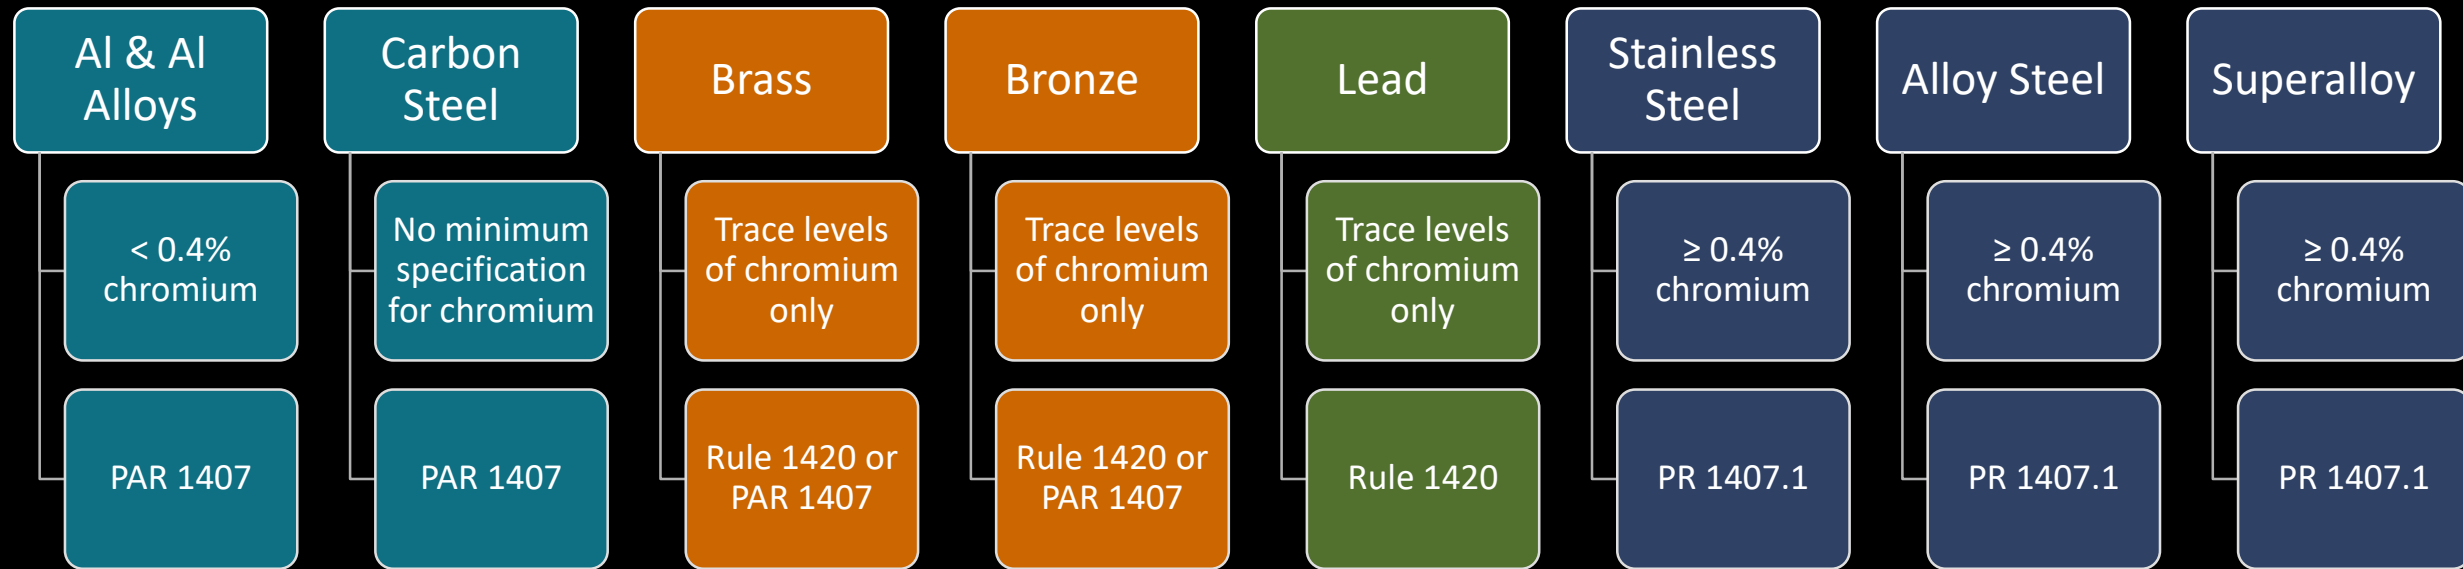 Al & Al
Alloys
< 0.4%
chromium
PAR 1407
Carbon
Steel
No minimum
specification
for chromium
PAR 1407
Brass
Trace levels
of chromium
only
Rule 1420 or
PAR 1407
Bronze
Trace levels
of chromium
only
Rule 1420 or
PAR 1407
Lead
Trace levels
of chromium
only
Rule 1420
Stainless
Steel
≥ 0.4%
chromium
PR 1407.1
Alloy Steel
≥ 0.4%
chromium
PR 1407.1
Superalloy
≥ 0.4%
chromium
PR 1407.1